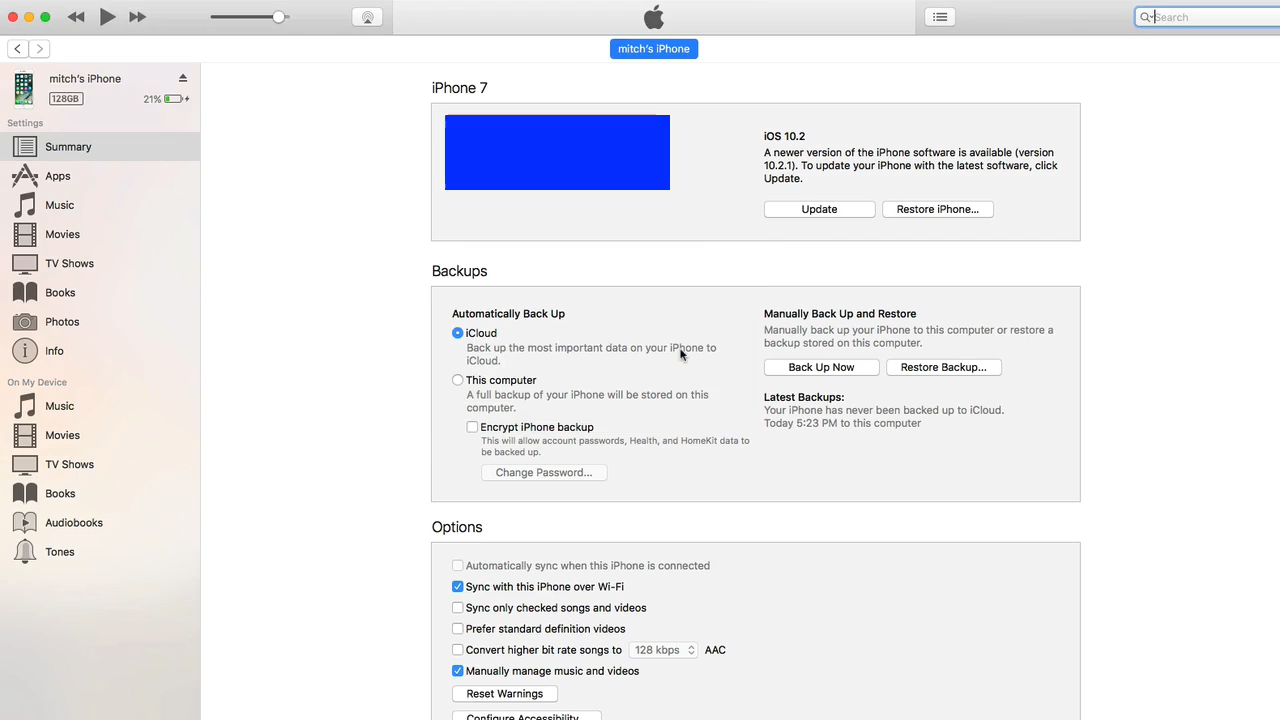 Search
mitch's iPhone
mitch's iPhone
128GB
21%
Settings
Summary
Apps
Music
Movies
TV Shows
Books
Photos
Info
On My Device
Music
Movies
TV Shows
Books
Audiobooks
Tones
iPhone 7
iOS 10.2
A newer version of the iPhone software is available (version
10.2.1). To update your iPhone with the latest software, click
Update.
Update
Restore iPhone...
Backups
Automatically Back Up
iCloud
Back up the most important data on your iPhone to
iCloud.
This computer
A full backup of your iPhone will be stored on this
computer.
Encrypt iPhone backup
This will allow account passwords, Health, and HomeKit data to
be backed up.
Change Password...
Manually Back Up and Restore
Manually back up your iPhone to this computer or restore a
backup stored on this computer.
Back Up Now
Restore Backup...
Latest Backups:
Your iPhone has never been backed up to iCloud.
Today 5:23 PM to this computer
Options
Automatically sync when this iPhone is connected
Sync with this iPhone over Wi-Fi
Sync only checked songs and videos
Prefer standard definition videos
Convert higher bit rate songs to 128 kbps AAC
Manually manage music and videos
Reset Warnings
Configure Accessibility